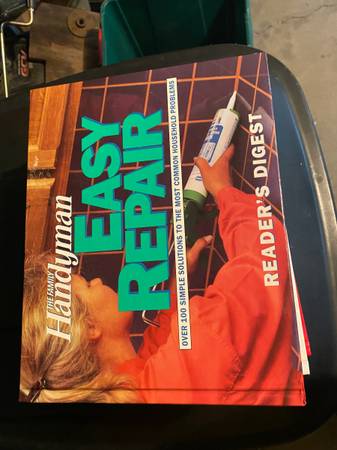 THE FAMILY
Handyman
EASY
REPAIR
OVER 100 SIMPLE SOLUTIONS TO THE MOST COMMON HOUSEHOLD PROBLEMS
READER'S DIGEST